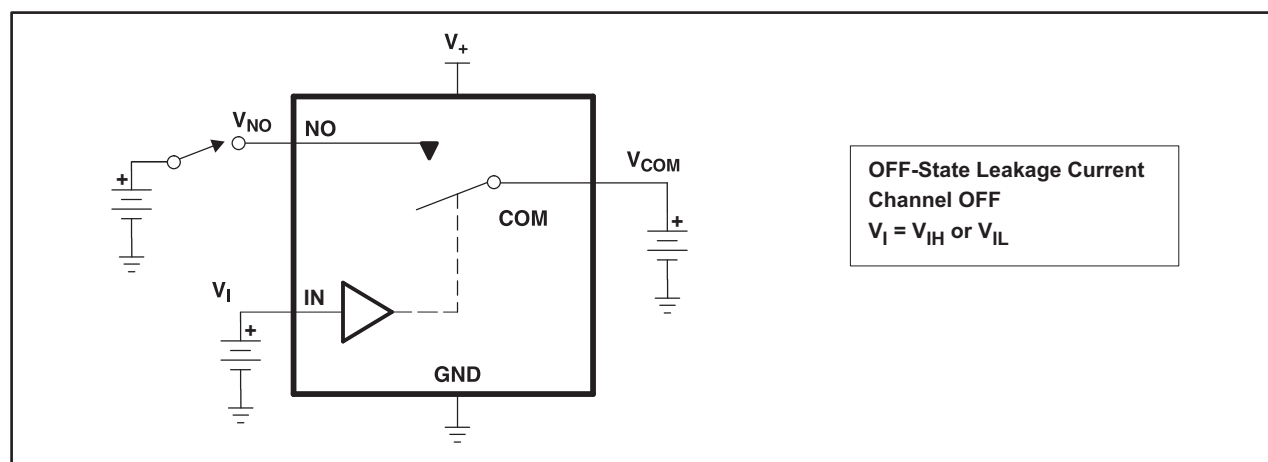 V+
VNO
NO
+
VCOM
COM
+
VI
IN
+
GND
OFF-State Leakage Current
Channel OFF
VI = VIH or VIL